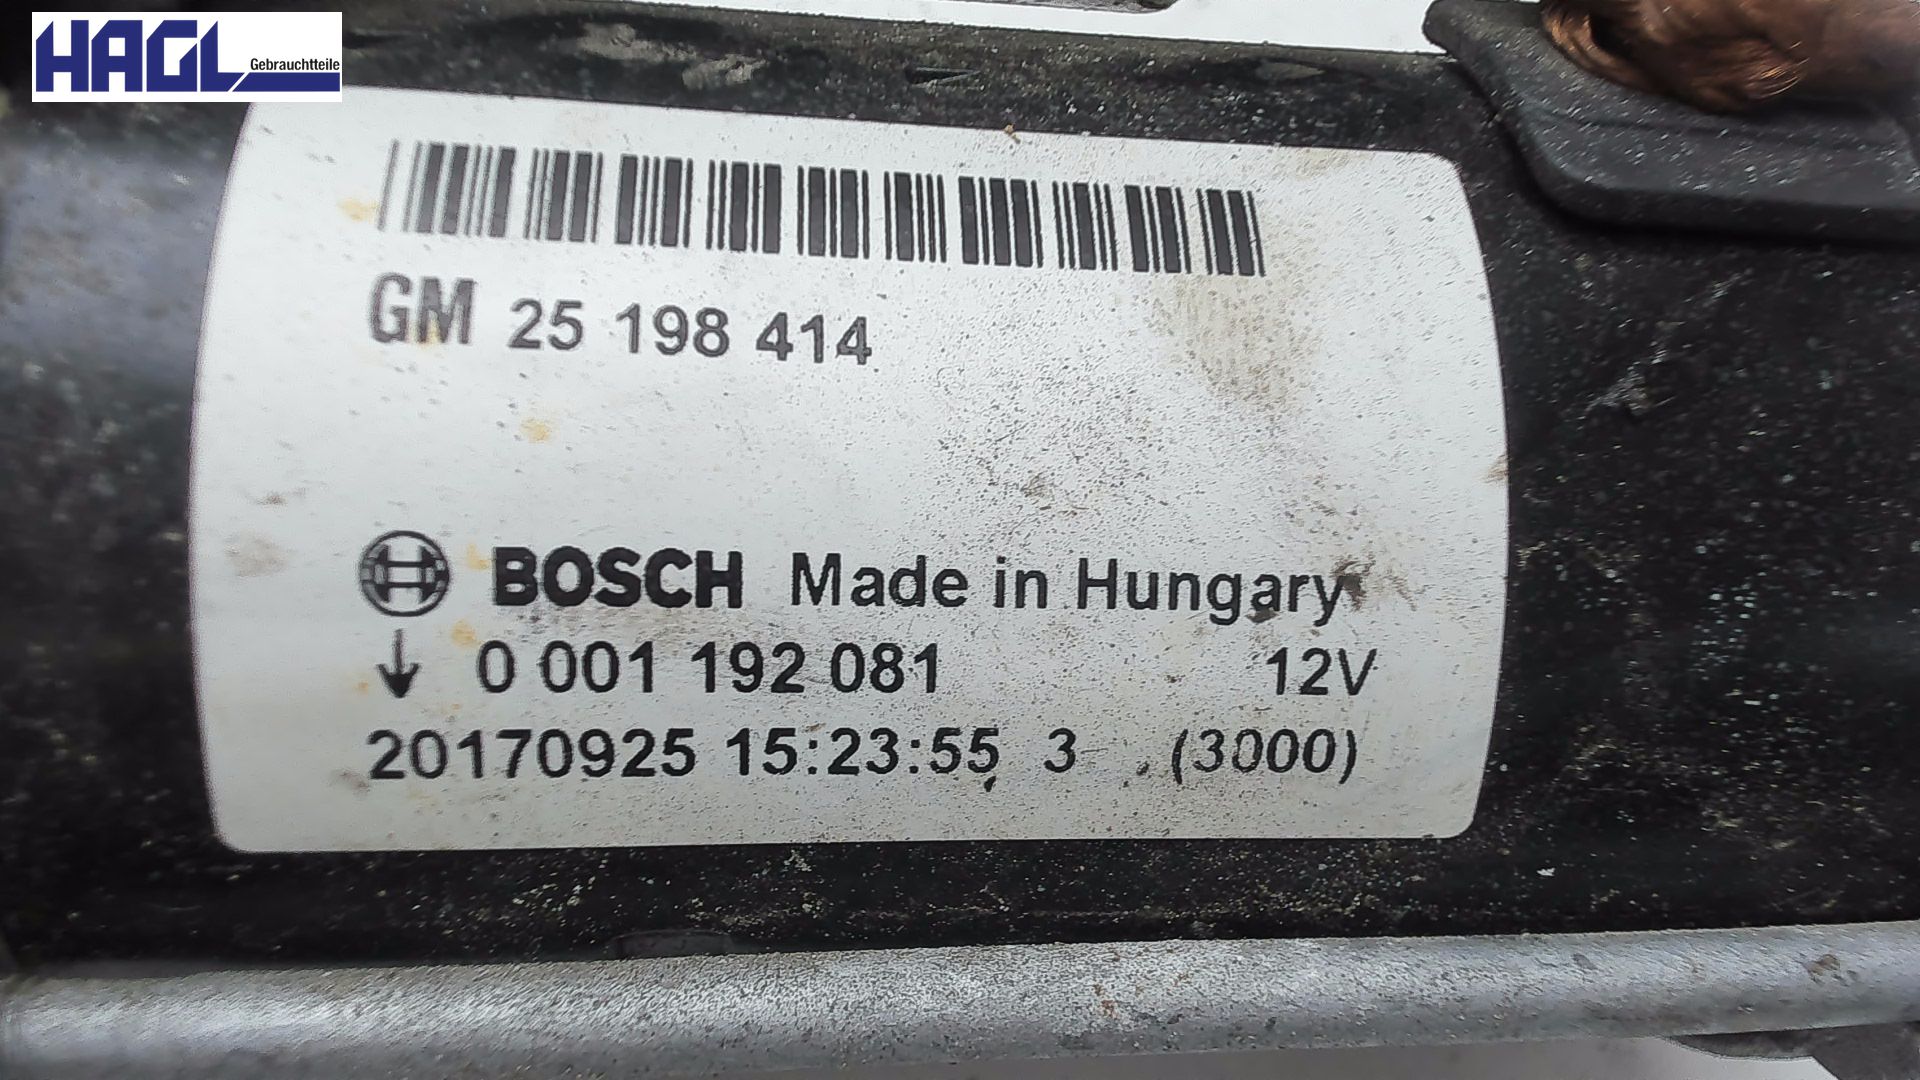 HAGL Gebrauchtteile
GM 25 198 414
BOSCH Made in Hungary
↓ 0 001 192 081 12V
20170925 15:23:55 3 (3000)